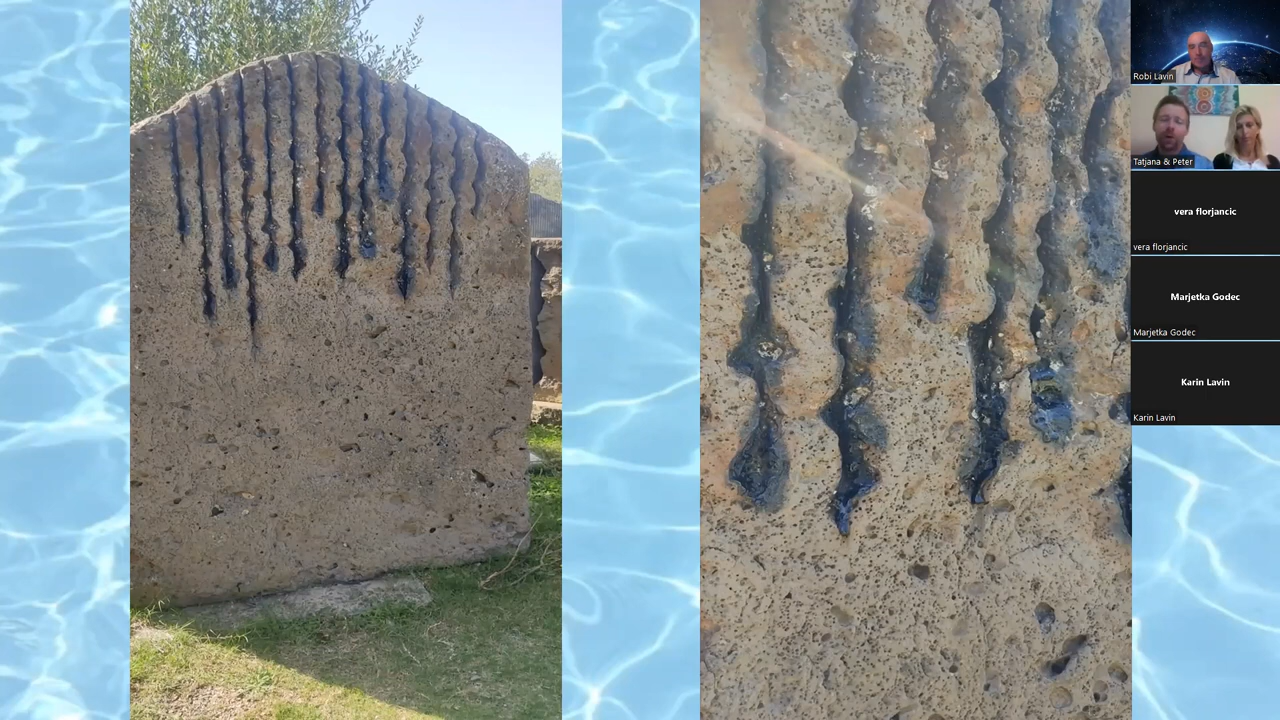 Robi Lavin
Tatjana & Peter
vera florjancic
vera florjancic
Marjetka Godec
Marjetka Godec
Karin Lavin
Karin Lavin